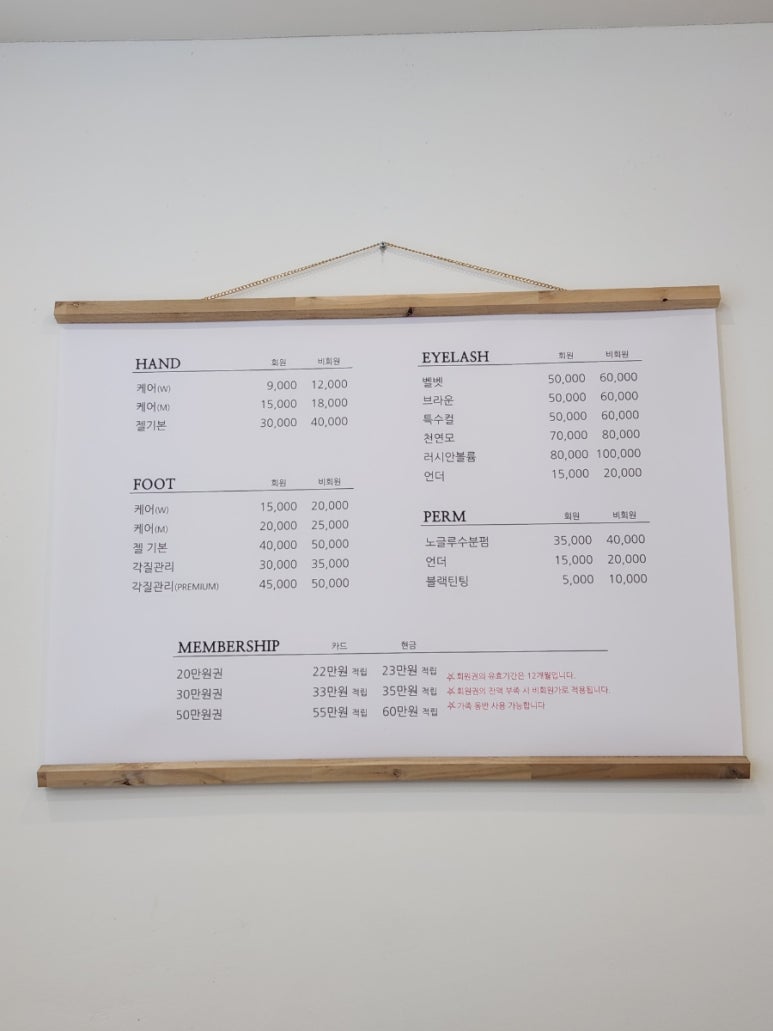 HAND 회원 비회원
케어(W) 9,000 12,000
케어(M) 15,000 18,000
젤기본 30,000 40,000
FOOT 회원 비회원
케어(W) 15,000 20,000
케어(M) 20,000 25,000
젤 기본 40,000 50,000
각질관리 30,000 35,000
각질관리(PREMIUM) 45,000 50,000
EYELASH 회원 비회원
벨벳 50,000 60,000
브라운 50,000 60,000
특수컬 50,000 60,000
천연모 70,000 80,000
러시안볼륨 80,000 100,000
언더 15,000 20,000
PERM 회원 비회원
노글루수분펌 35,000 40,000
언더 15,000 20,000
블랙틴팅 5,000 10,000
MEMBERSHIP 카드 현금
20만원권 22만원 적립 23만원 적립
30만원권 33만원 적립 35만원 적립
50만원권 55만원 적립 60만원 적립
※회원권의 유효기간은 12개월입니다.
※회원권의 잔액 부족 시 비회원가로 적용됩니다.
※가족 동반 사용 가능합니다